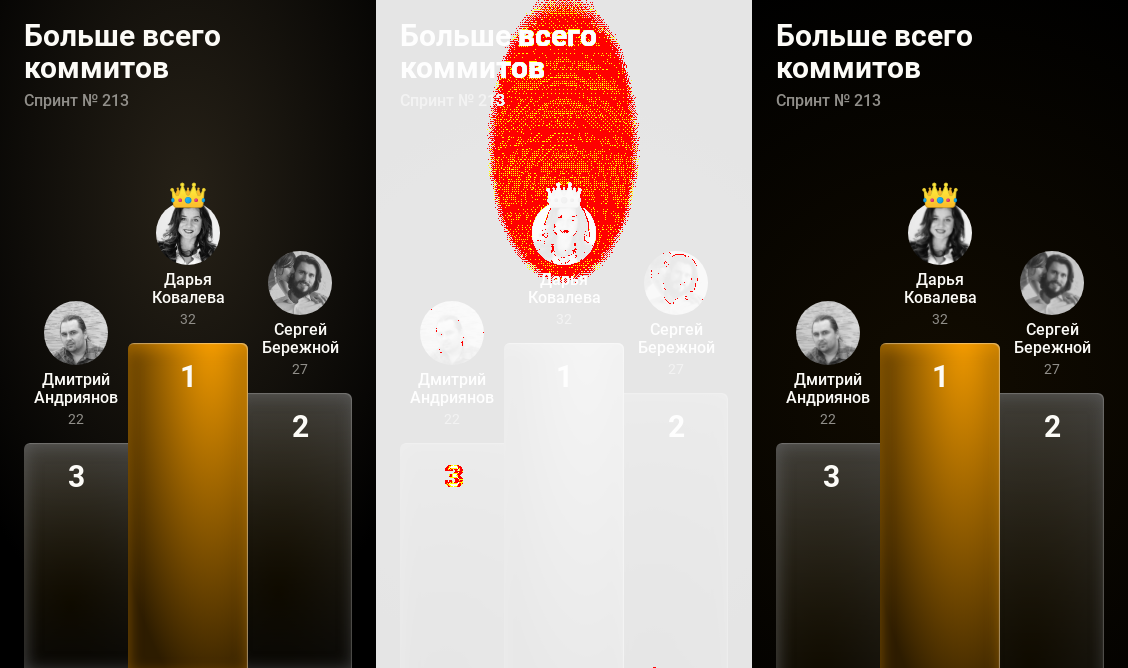 Больше всего
коммитов
Спринт № 213
Дарья
Ковалева
32
Сергей
Бережной
27
Дмитрий
Андриянов
22
1
2
3
Больше всего
коммитов
Спринт № 213
Дарья
Ковалева
32
Сергей
Бережной
27
Дмитрий
Андриянов
22
1
2
3
Больше всего
коммитов
Спринт № 213
Дарья
Ковалева
32
Сергей
Бережной
27
Дмитрий
Андриянов
22
1
2
3